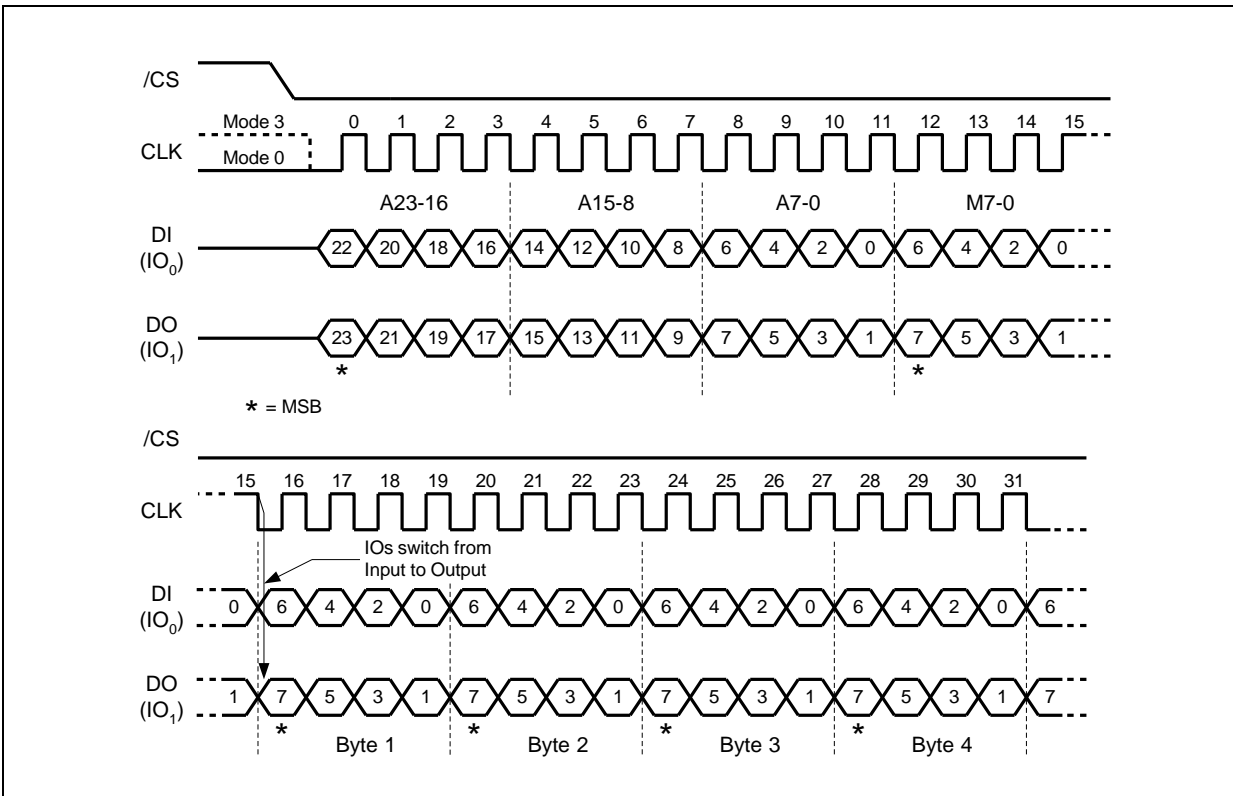 /CS
Mode 3
0 1 2 3 4 5 6 7 8 9 10 11 12 13 14 15
CLK
Mode 0
A23-16 A15-8 A7-0 M7-0
DI
(IO0)
22 20 18 16 14 12 10 8 6 4 2 0 6 4 2 0
DO
(IO1)
23 21 19 17 15 13 11 9 7 5 3 1 7 5 3 1
* *
* = MSB
/CS
15 16 17 18 19 20 21 22 23 24 25 26 27 28 29 30 31
CLK
IOs switch from
Input to Output
DI
(IO0)
0 6 4 2 0 6 4 2 0 6 4 2 0 6 4 2 0 6
DO
(IO1)
1 7 5 3 1 7 5 3 1 7 5 3 1 7 5 3 1 7
* * * *
Byte 1 Byte 2 Byte 3 Byte 4